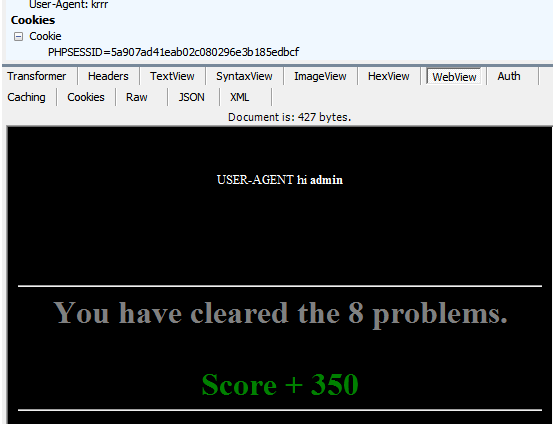 User-Agent: krrr
Cookies
Cookie
PHPSESSID=5a907ad41eab02c080296e3b185edbcf
Transformer Headers TextView SyntaxView ImageView HexView WebView Auth
Caching Cookies Raw JSON XML
Document is: 427 bytes.
USER-AGENT hi admin
You have cleared the 8 problems.
Score + 350